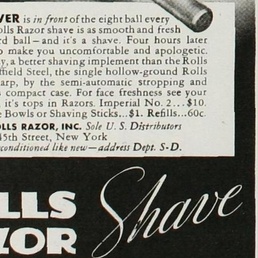 VER is in front of the eight ball every
olls Razor shave is as smooth and fresh
rd ball—and it's a shave. Four hours later
o make you uncomfortable and apologetic.
y, a better shaving implement than the Rolls
ffield Steel, the single hollow-ground Rolls
arp, by the semi-automatic stropping and
s compact case. For face freshness see your
it's tops in Razors. Imperial No. 2...$10.
e Bowls or Shaving Sticks...$1. Refills...60c.
OLLS RAZOR, INC. Sole U. S. Distributors
45th Street, New York
conditioned like new—address Dept. S-D.
LLS Shave
ZOR